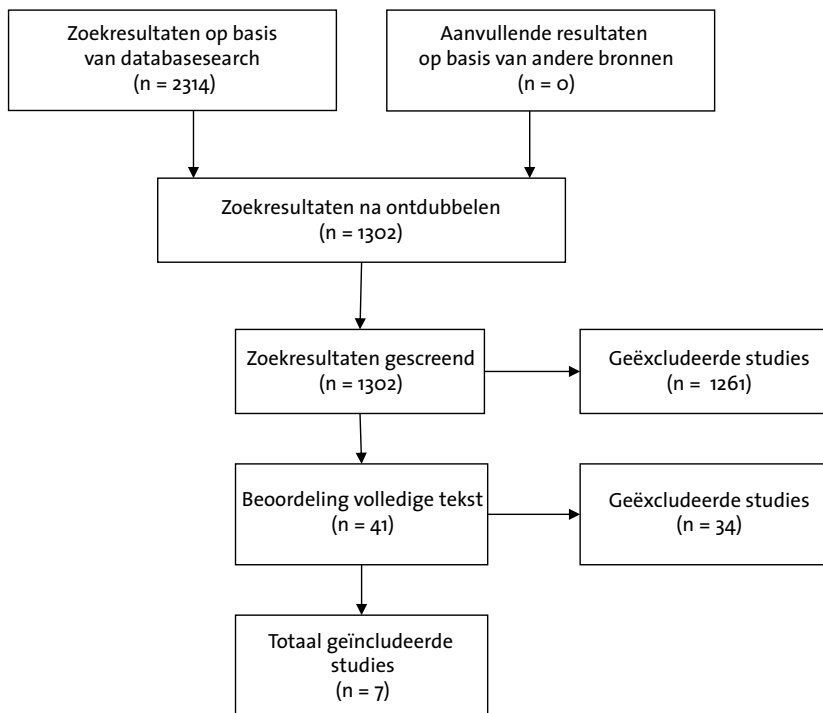 Zoekresultaten op basis
van databasesearch
(n = 2314)
Aanvullende resultaten
op basis van andere bronnen
(n = 0)
Zoekresultaten na ontdubbelen
(n = 1302)
Zoekresultaten gescreend
(n = 1302)
Geëxcludeerde studies
(n = 1261)
Beoordeling volledige tekst
(n = 41)
Geëxcludeerde studies
(n = 34)
Totaal geïncludeerde
studies
(n = 7)